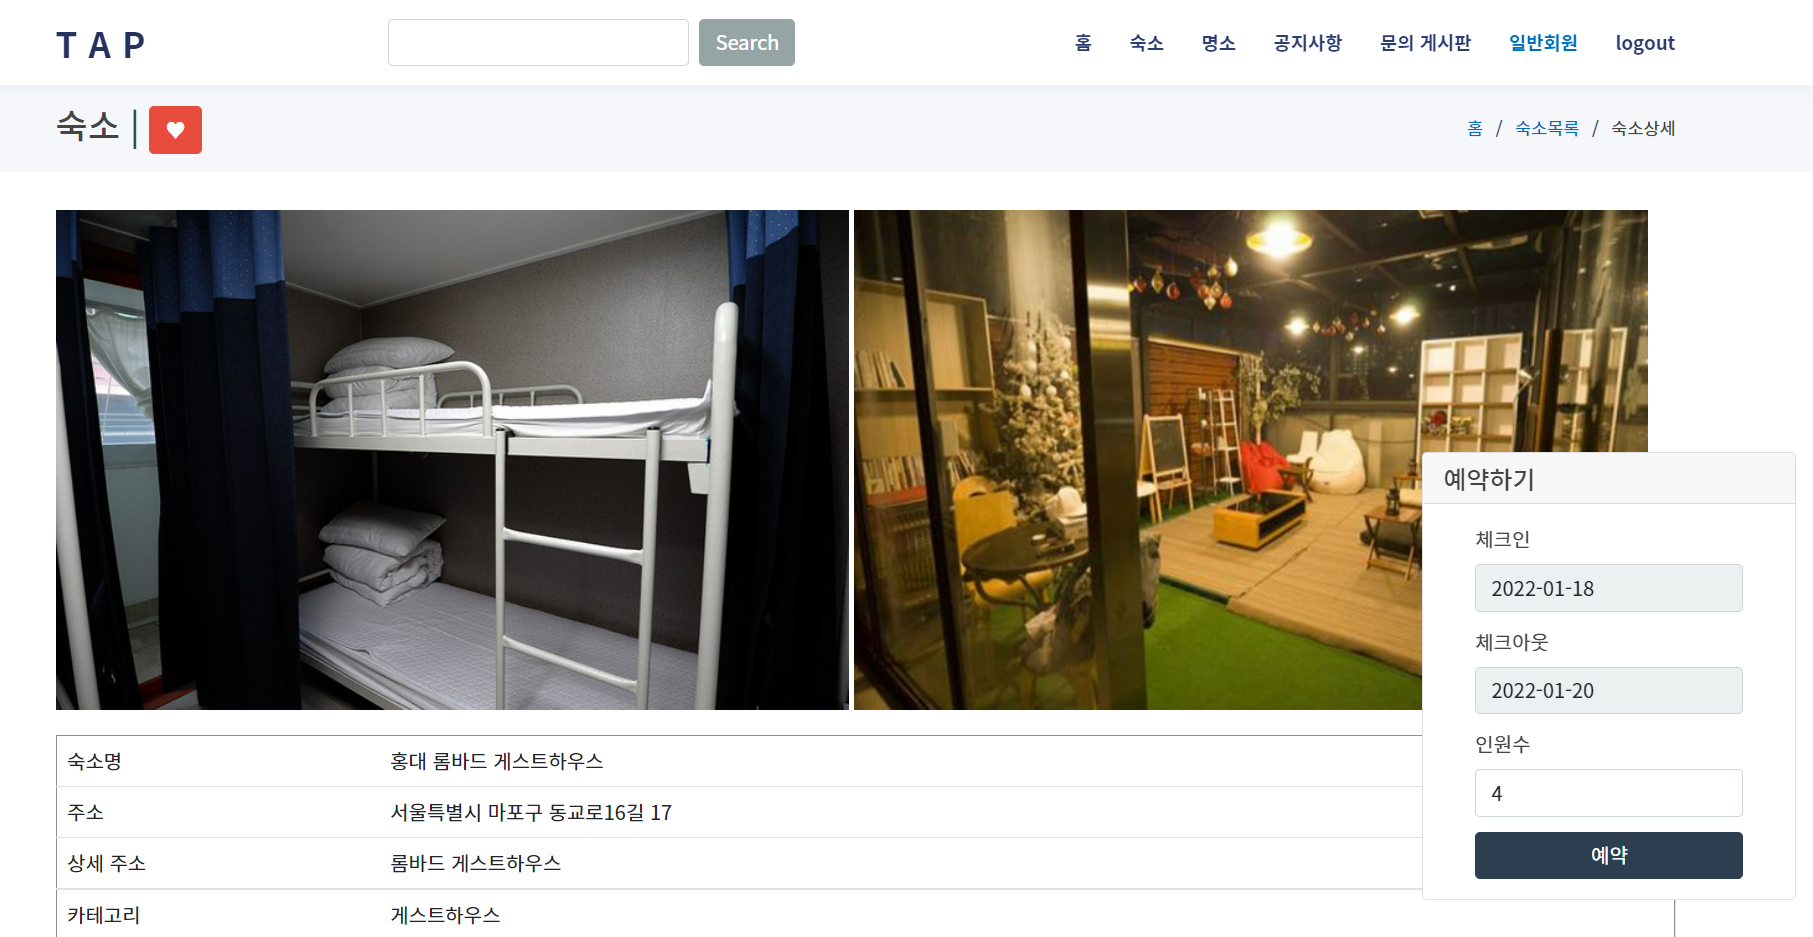 T A P
Search
홈 숙소 명소 공지사항 문의 게시판 일반회원 logout
숙소 |
홈 / 숙소목록 / 숙소상세
예약하기
체크인
2022-01-18
체크아웃
2022-01-20
인원수
4
예약
숙소명 홍대 롬바드 게스트하우스
주소 서울특별시 마포구 동교로16길 17
상세 주소 롬바드 게스트하우스
카테고리 게스트하우스